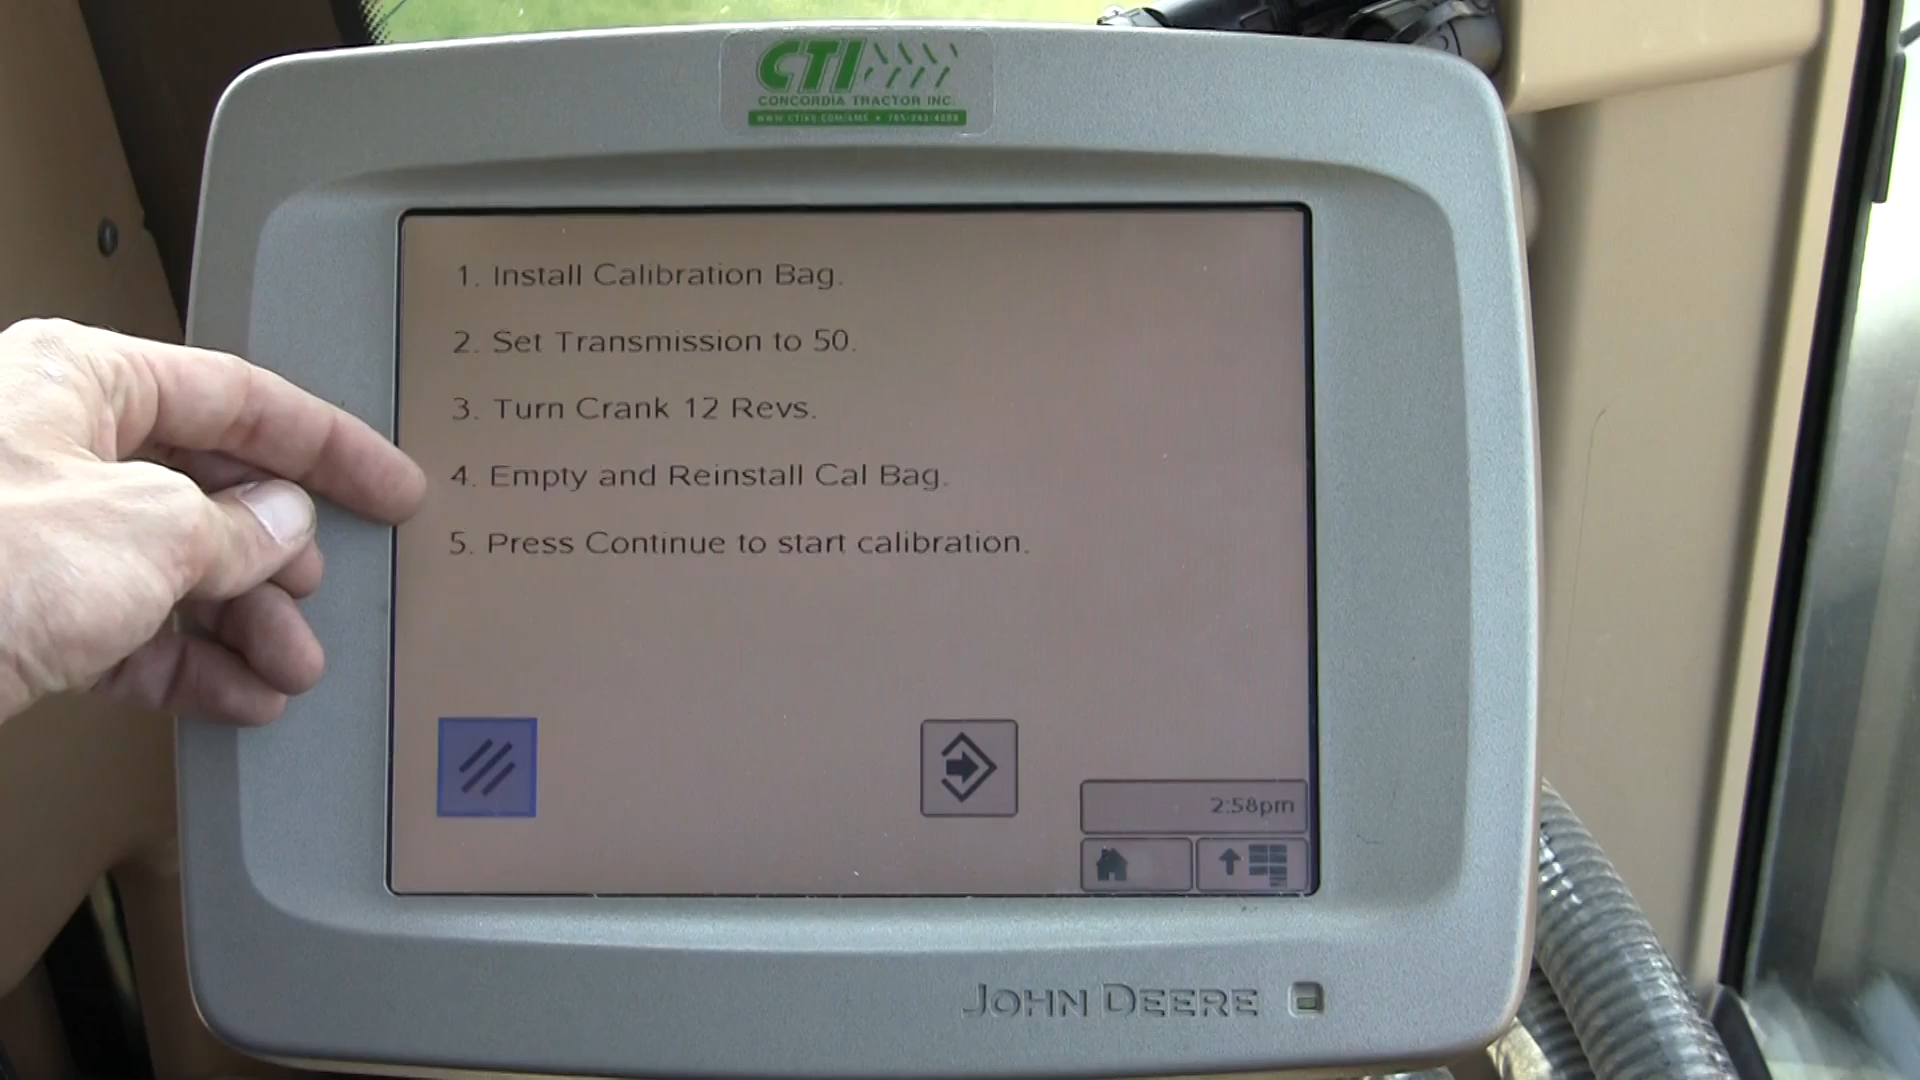 CTI
CONCORDIA TRACTOR INC.
1. Install Calibration Bag.
2. Set Transmission to 50.
3. Turn Crank 12 Revs.
4. Empty and Reinstall Cal Bag.
5. Press Continue to start calibration.
2:58pm
JOHN DEERE